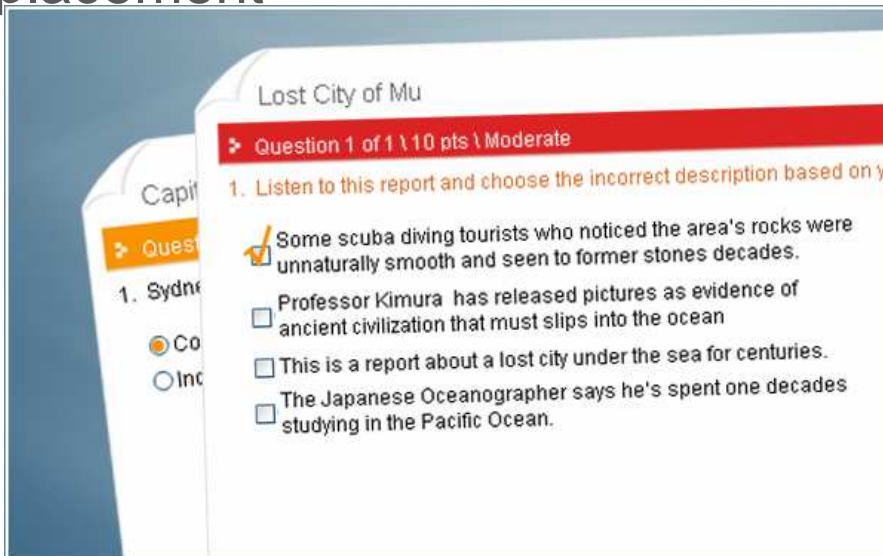 placement
Lost City of Mu
Question 1 of 1 \ 10 pts \ Moderate
1. Listen to this report and choose the incorrect description based on y
Some scuba diving tourists who noticed the area's rocks were
unnaturally smooth and seen to former stones decades.
Professor Kimura has released pictures as evidence of
ancient civilization that must slips into the ocean
This is a report about a lost city under the sea for centuries.
The Japanese Oceanographer says he's spent one decades
studying in the Pacific Ocean.
Capit
Quest
1. Sydne
Co
Inc